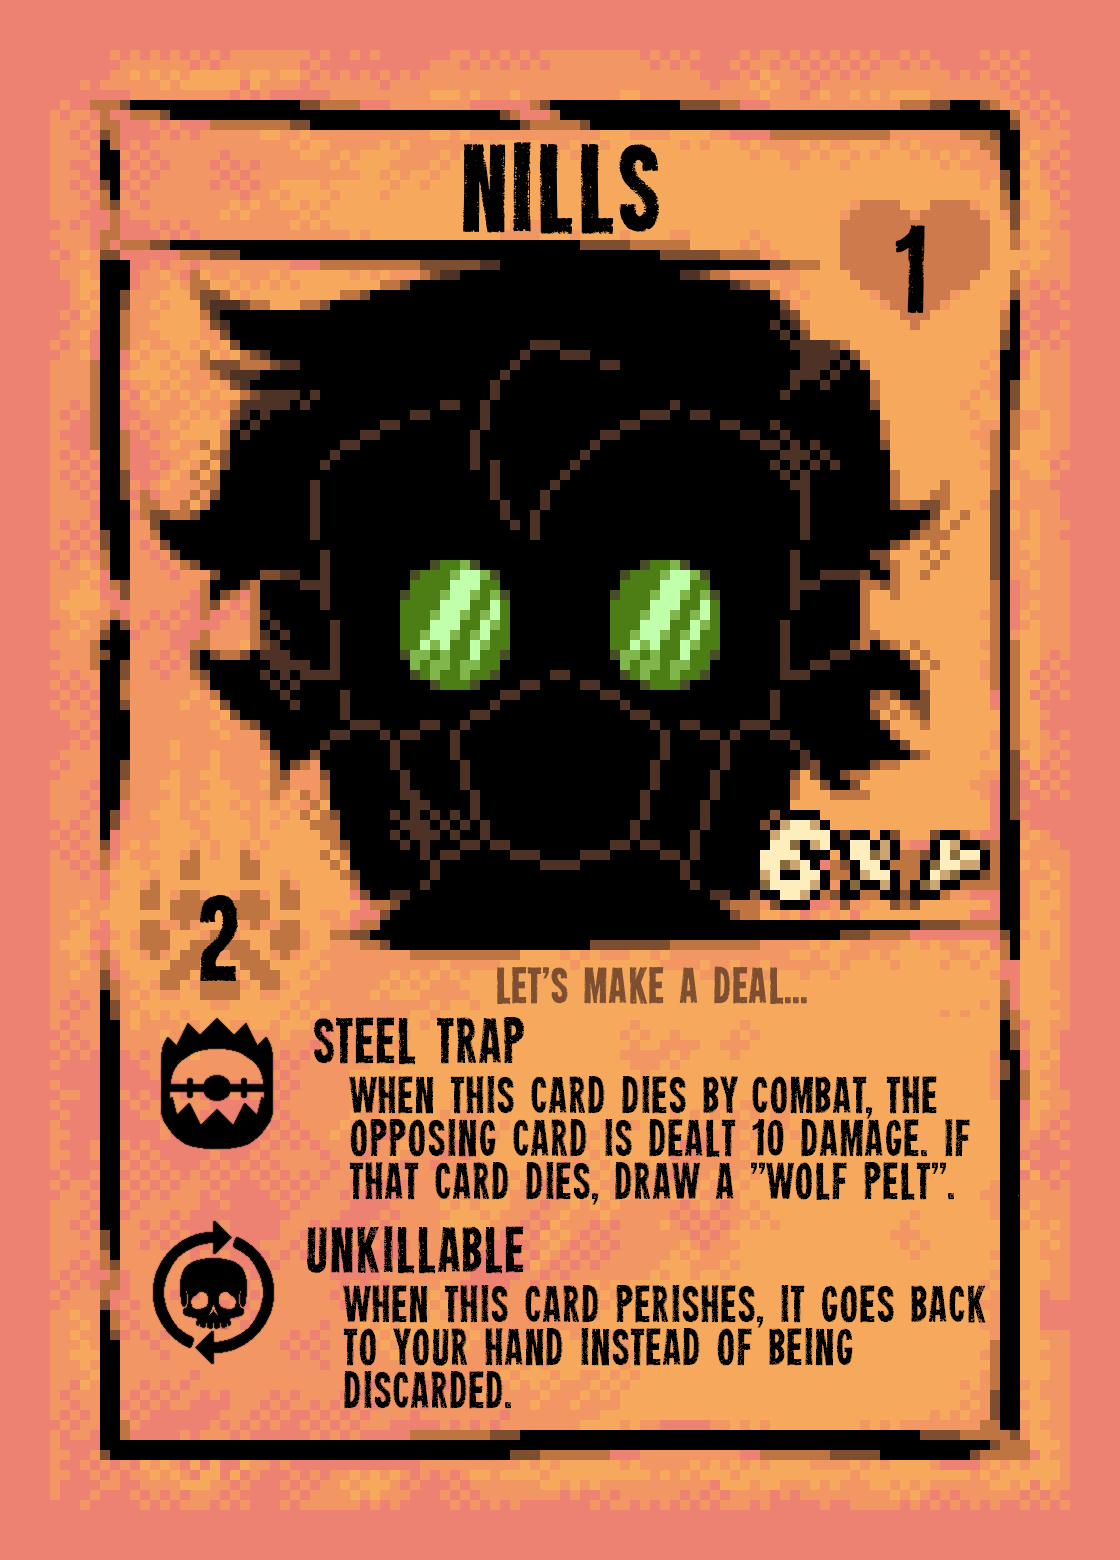 NILLS
1
6 X
2
LET'S MAKE A DEAL...
STEEL TRAP
WHEN THIS CARD DIES BY COMBAT, THE
OPPOSING CARD IS DEALT 10 DAMAGE. IF
THAT CARD DIES, DRAW A "WOLF PELT".
UNKILLABLE
WHEN THIS CARD PERISHES, IT GOES BACK
TO YOUR HAND INSTEAD OF BEING
DISCARDED.